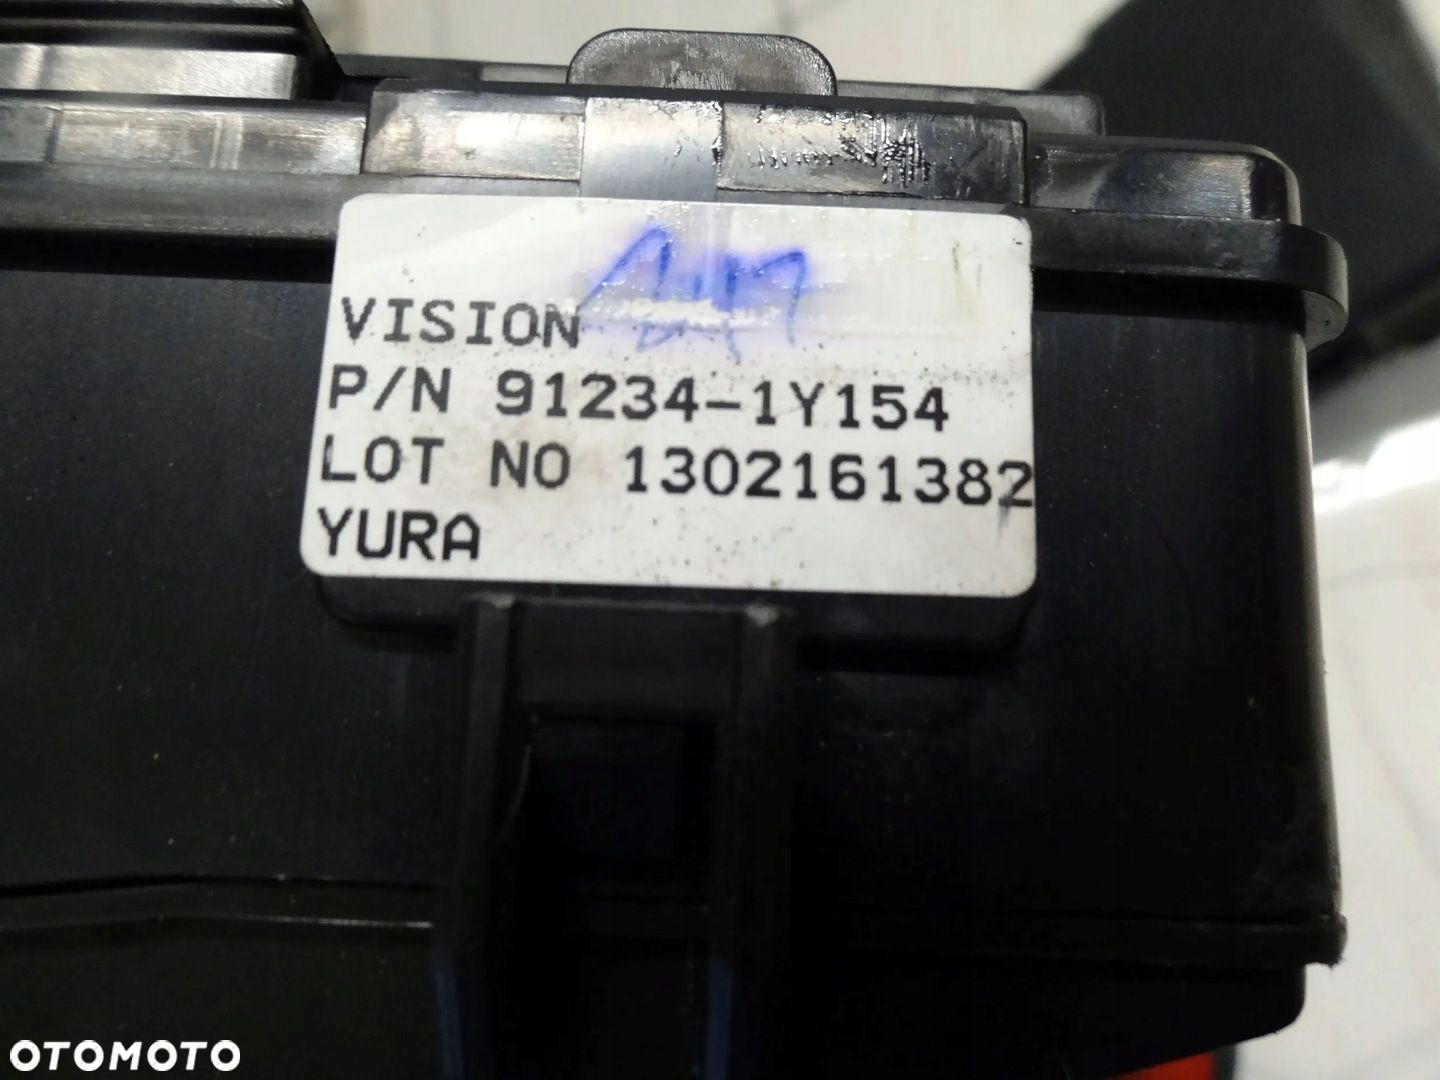 VISION
P/N 91234-1Y154
LOT NO 1302161382
YURA
OTOMOTO